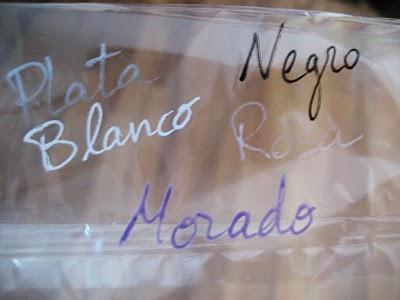 Plata Negro
Blanco Rosa
Morado